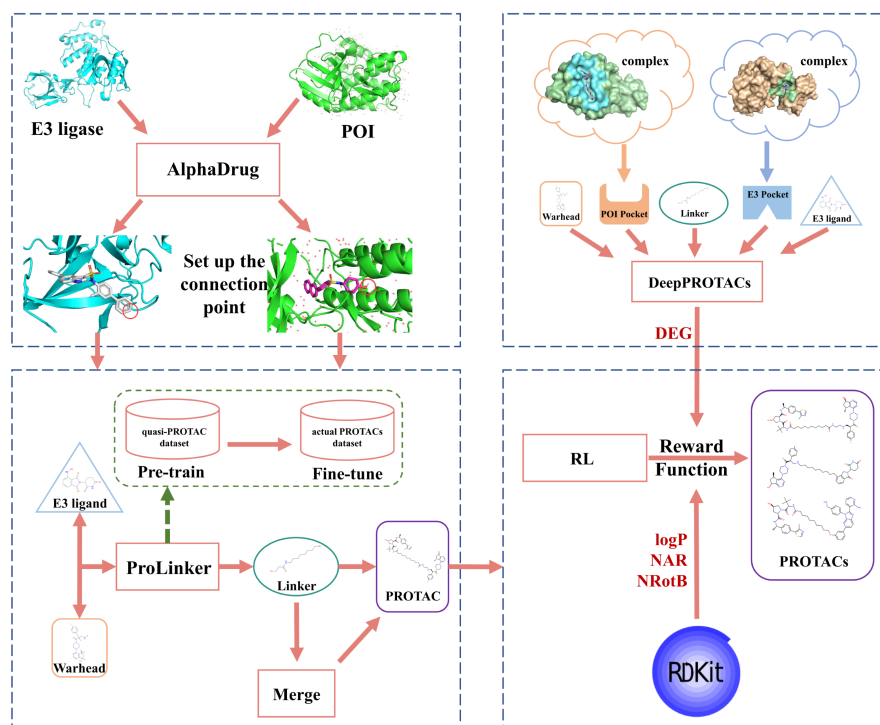 E3 ligase
POI
AlphaDrug
Set up the
connection
point
complex
complex
Warhead
POI Pocket
Linker
E3 Pocket
E3 ligand
DeepPROTACs
DEG
quasi-PROTAC
dataset
actual PROTACs
dataset
Pre-train
Fine-tune
E3 ligand
ProLinker
Linker
PROTAC
Warhead
Merge
RL
Reward
Function
PROTACs
logP
NAR
NRotB
RDKit